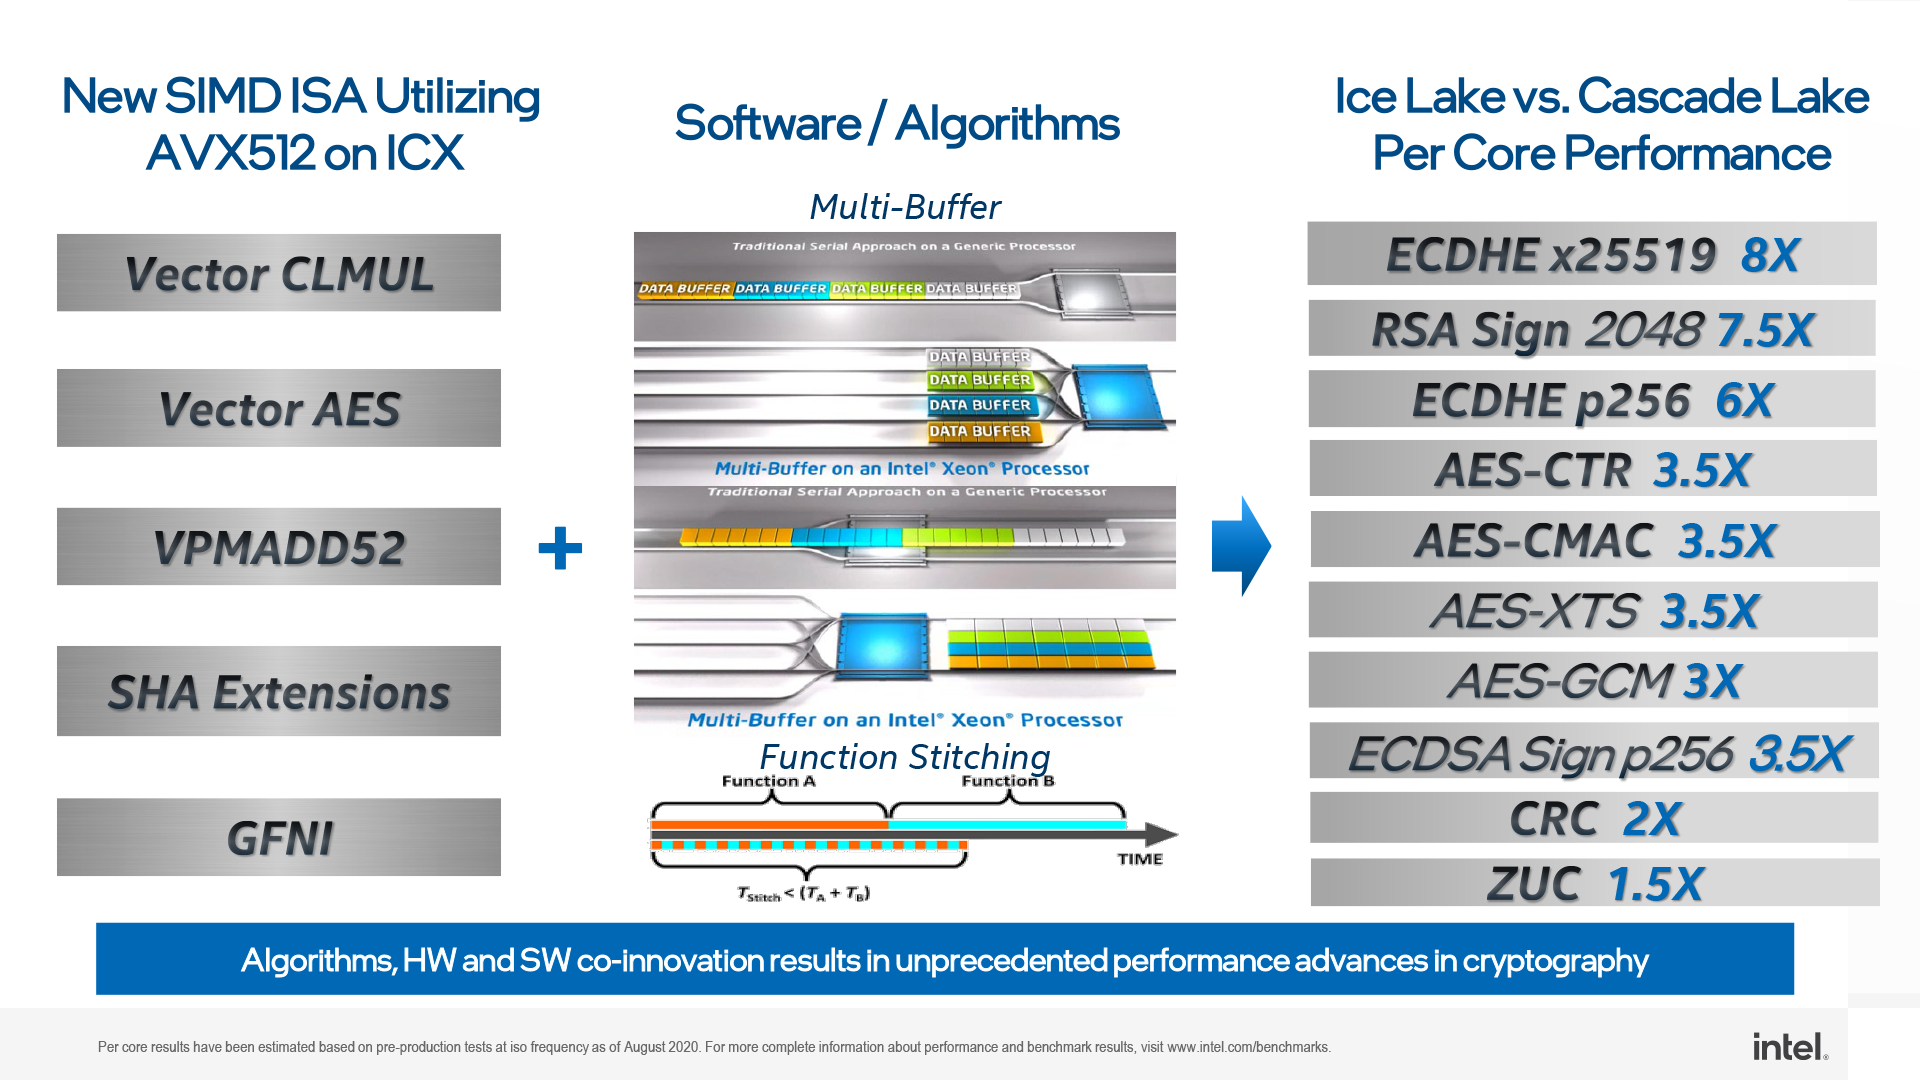 New SIMD ISA Utilizing
AVX512 on ICX
Vector CLMUL
Vector AES
VPMADD52
SHA Extensions
GFNI
+
Software / Algorithms
Multi-Buffer
Traditional Serial Approach on a Generic Processor
DATA BUFFER DATA BUFFER DATA BUFFER DATA BUFFER
DATA BUFFER
DATA BUFFER
DATA BUFFER
DATA BUFFER
Multi-Buffer on an Intel® Xeon® Processor
Traditional Serial Approach on a Generic Processor
Multi-Buffer on an Intel® Xeon® Processor
Function Stitching
Function A Function B
TIME
TStitch < (TA + TB)
Ice Lake vs. Cascade Lake
Per Core Performance
ECDHE x25519 8X
RSA Sign 2048 7.5X
ECDHE p256 6X
AES-CTR 3.5X
AES-CMAC 3.5X
AES-XTS 3.5X
AES-GCM 3X
ECDSA Sign p256 3.5X
CRC 2X
ZUC 1.5X
Algorithms, HW and SW co-innovation results in unprecedented performance advances in cryptography
Per core results have been estimated based on pre-production tests at iso frequency as of August 2020. For more complete information about performance and benchmark results, visit www.intel.com/benchmarks.
intel®